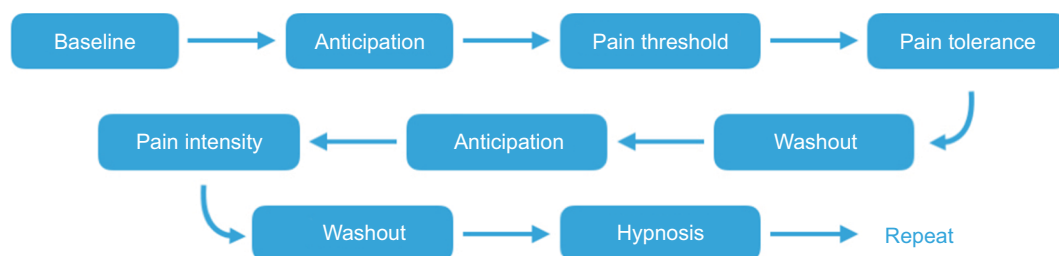 Baseline
Anticipation
Pain threshold
Pain tolerance
Washout
Anticipation
Pain intensity
Washout
Hypnosis
Repeat